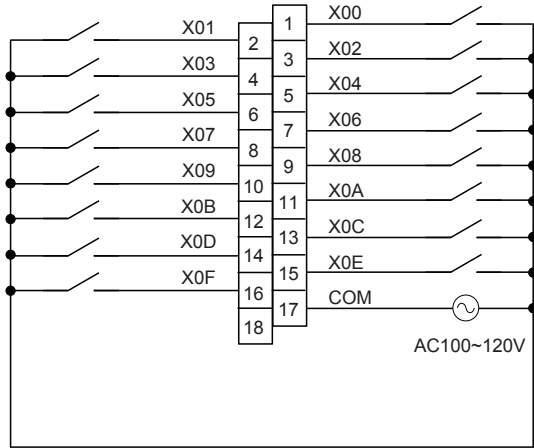 X00
X01 1
2 X02
X03 3
4 X04
X05 5
6 X06
X07 7
8 X08
X09 9
10 X0A
X0B 11
12 X0C
X0D 13
14 X0E
X0F 15
16 COM
17
18
AC100~120V